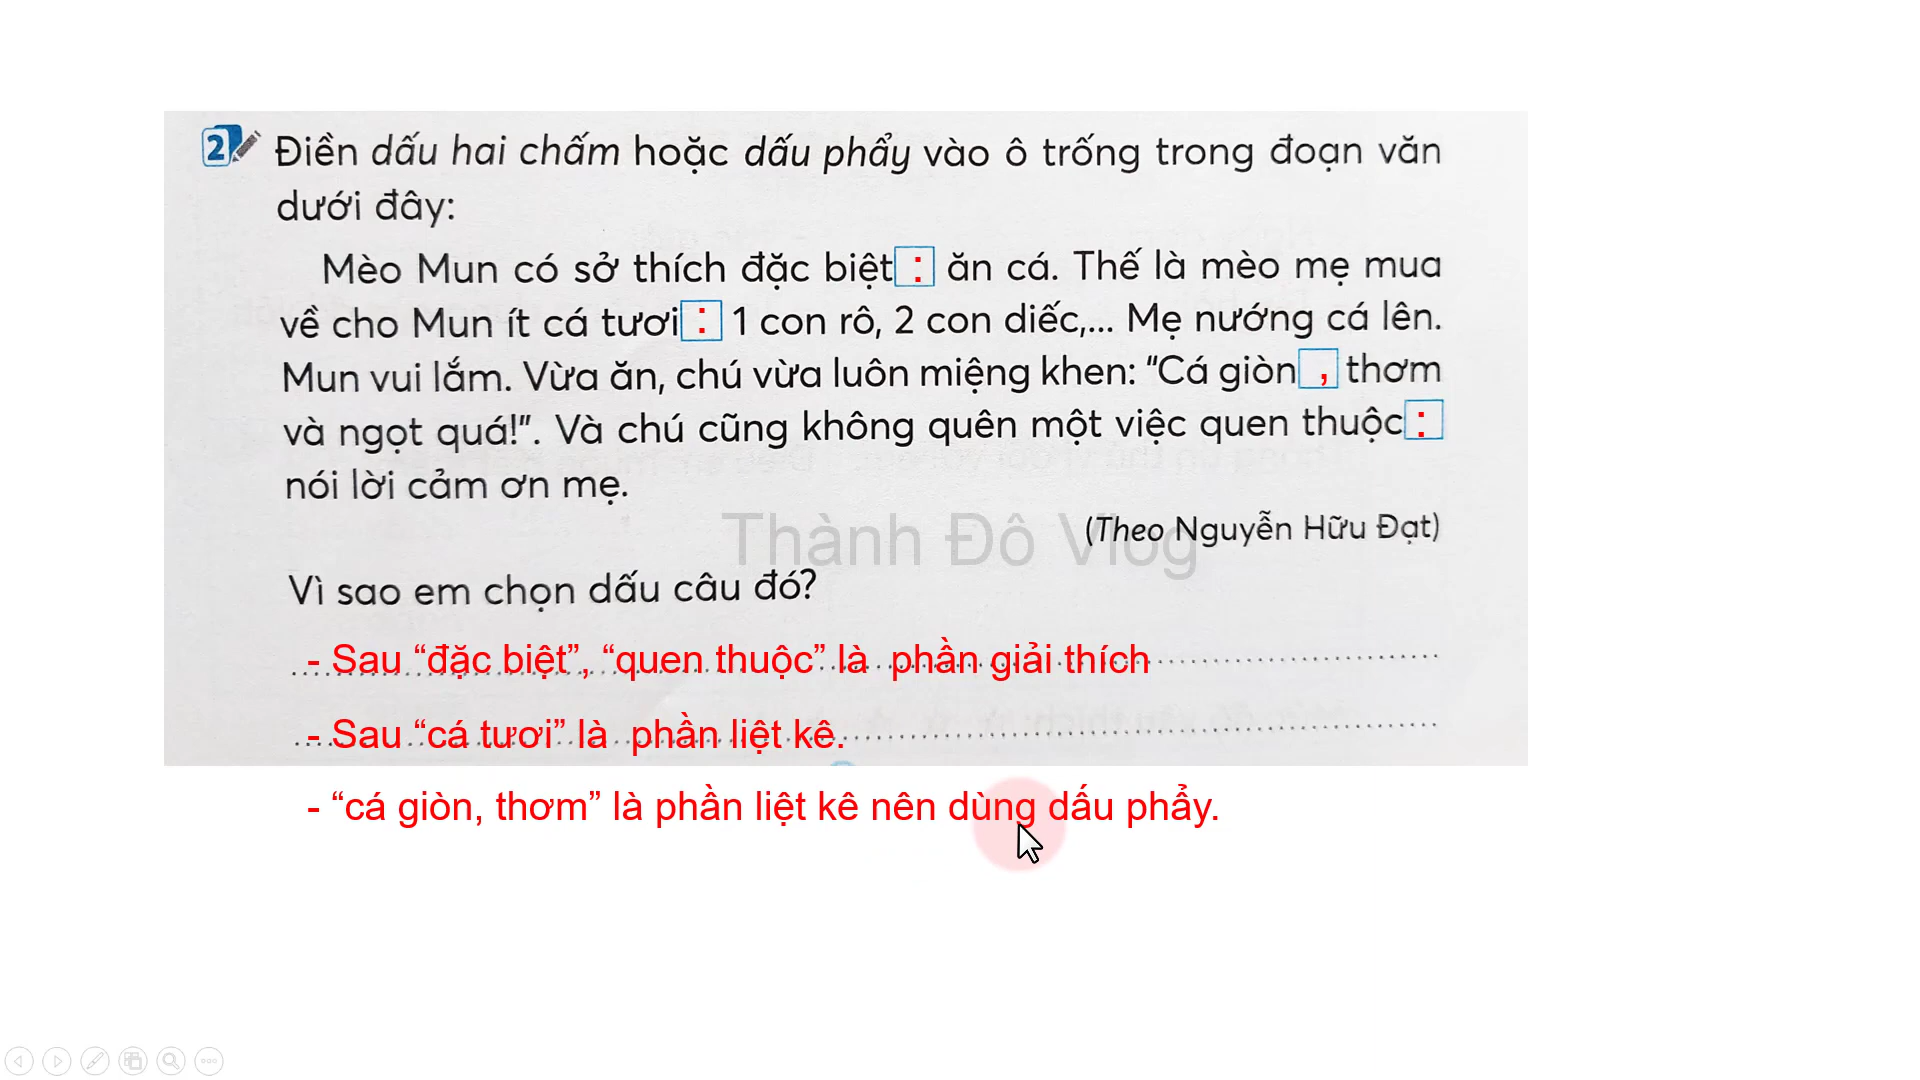 2 Điền dấu hai chấm hoặc dấu phẩy vào ô trống trong đoạn văn
dưới đây:
Mèo Mun có sở thích đặc biệt : ăn cá. Thế là mèo mẹ mua
về cho Mun ít cá tươi : 1 con rô, 2 con diếc,... Mẹ nướng cá lên.
Mun vui lắm. Vừa ăn, chú vừa luôn miệng khen: "Cá giòn , thơm
và ngọt quá!". Và chú cũng không quên một việc quen thuộc :
nói lời cảm ơn mẹ.
(Theo Nguyễn Hữu Đạt)
Thành Đô Vlog
Vì sao em chọn dấu câu đó?
- Sau “đặc biệt”, “quen thuộc” là phần giải thích
- Sau “cá tươi” là phần liệt kê.
- “cá giòn, thơm” là phần liệt kê nên dùng dấu phẩy.